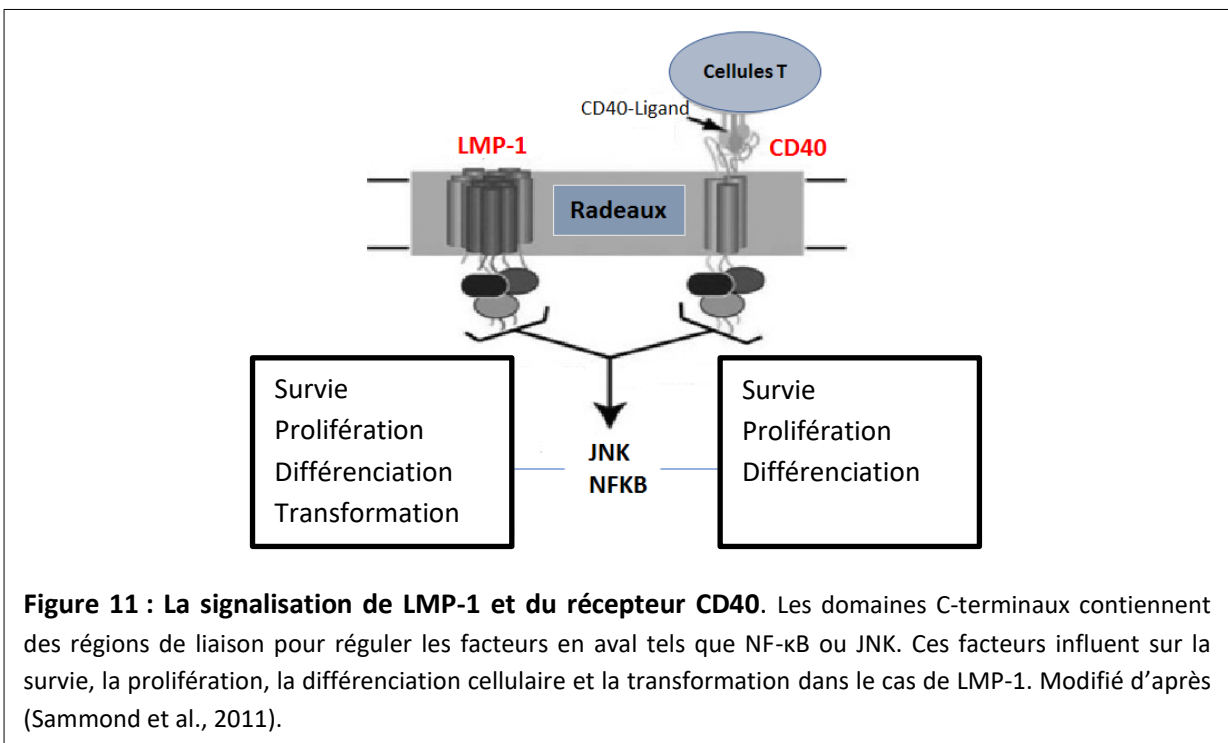 Cellules T
CD40-Ligand
LMP-1
CD40
Radeaux
Survie
Prolifération
Différenciation
Transformation
JNK
NFKB
Survie
Prolifération
Différenciation
Figure 11 : La signalisation de LMP-1 et du récepteur CD40. Les domaines C-terminaux contiennent
des régions de liaison pour réguler les facteurs en aval tels que NF-κB ou JNK. Ces facteurs influent sur la
survie, la prolifération, la différenciation cellulaire et la transformation dans le cas de LMP-1. Modifié d’après
(Sammond et al., 2011).